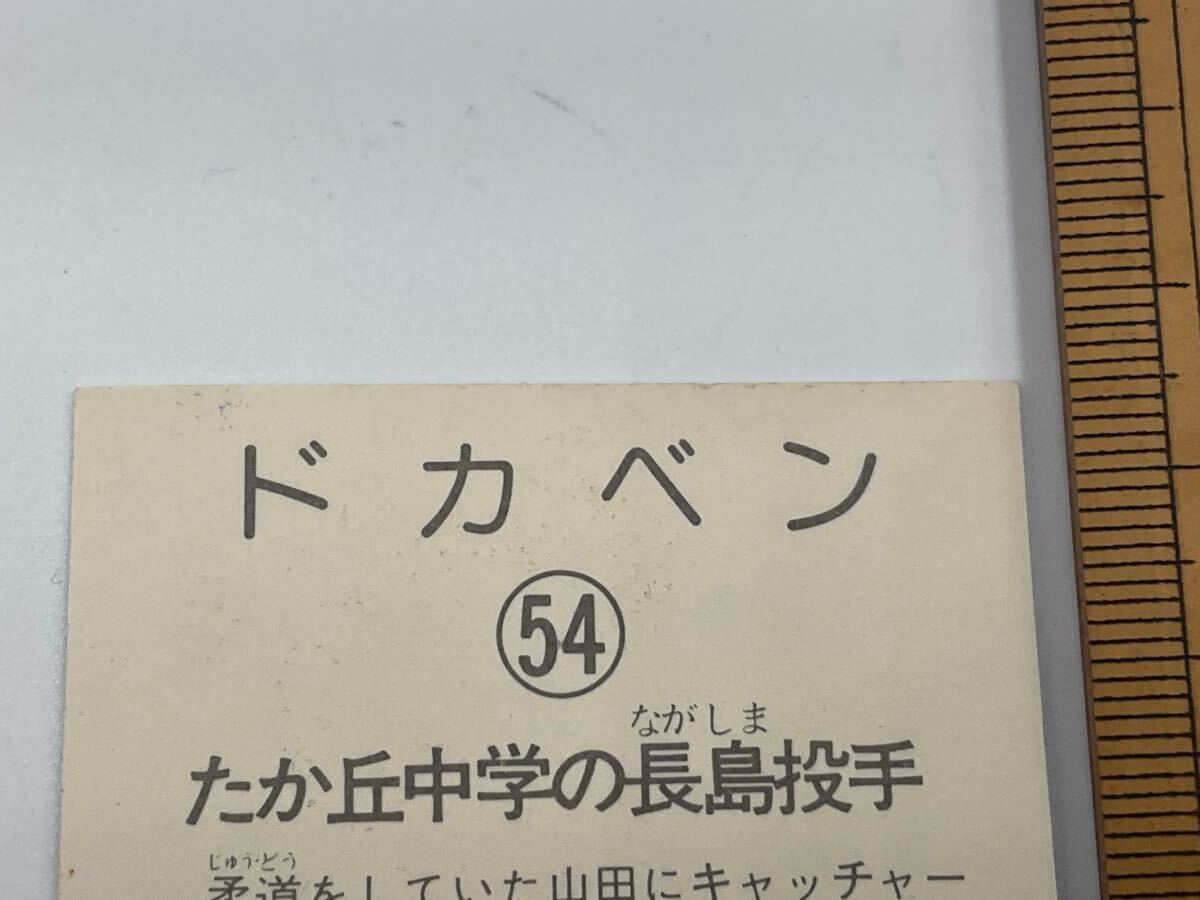 ドカベン
54
ながしま
たか丘中学の長島投手
じゅうどう
柔道をしていた山田にキャッチャー